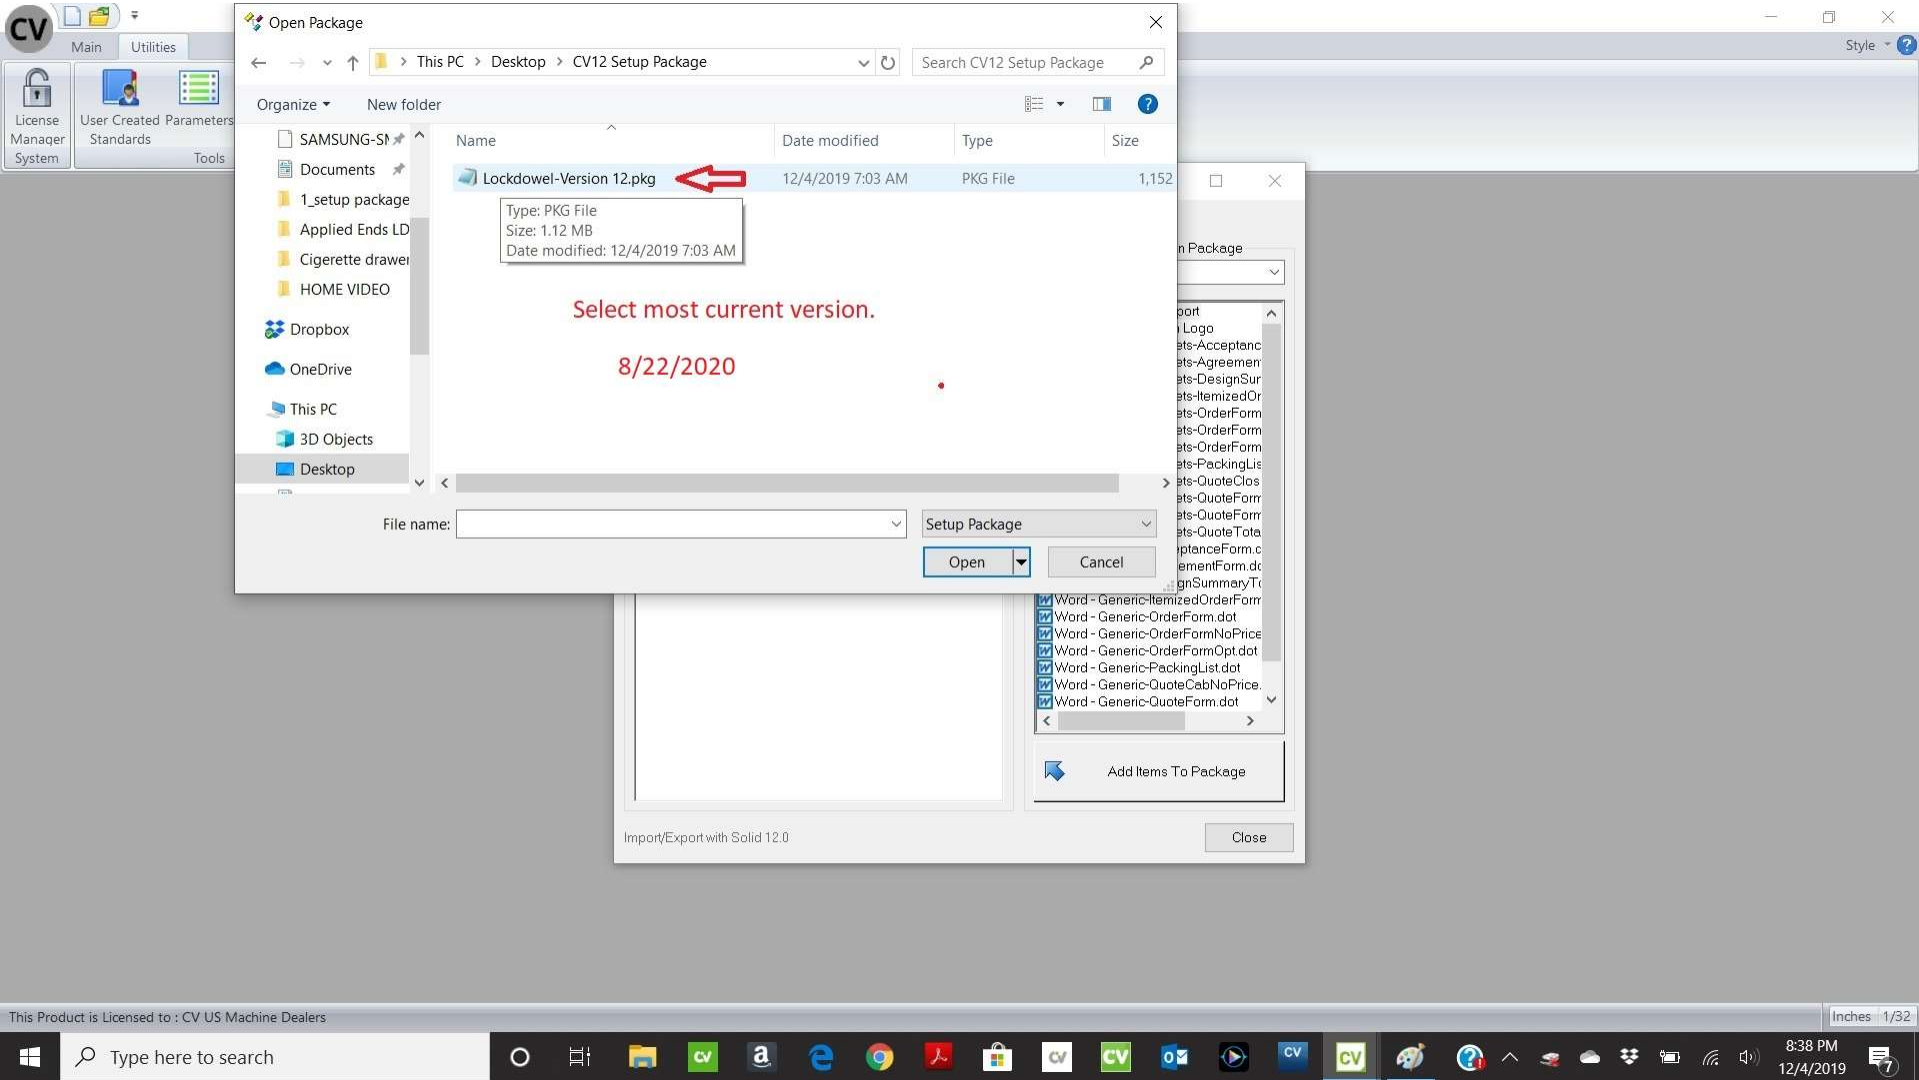 CV
Open Package
Main
Utilities
Style
License
Manager
System
User Created
Standards
Parameters
Tools
This PC
Desktop
CV12 Setup Package
Search CV12 Setup Package
Organize
New folder
Name
Date modified
Type
Size
SAMSUNG-SM
Documents
1_setup package
Applied Ends LD
Cigerette drawer
HOME VIDEO
Dropbox
OneDrive
This PC
3D Objects
Desktop
Lockdowel-Version 12.pkg
12/4/2019 7:03 AM
PKG File
1,152
Type: PKG File
Size: 1.12 MB
Date modified: 12/4/2019 7:03 AM
Select most current version.
8/22/2020
File name:
Setup Package
Open
Cancel
n Package
port
Logo
ets-Acceptanc
ets-Agreemen
ets-DesignSur
ets-ItemizedOr
ets-OrderForm
ets-OrderForm
ets-OrderForm
ets-PackingLis
ets-QuoteClos
ets-QuoteForm
ets-QuoteForm
ets-QuoteTota
ptanceForm.c
ementForm.dc
gnSummaryTc
Word - Generic-ItemizedOrderForm
Word - Generic-OrderForm.dot
Word - Generic-OrderFormNoPrice
Word - Generic-OrderFormOpt.dot
Word - Generic-PackingList.dot
Word - Generic-QuoteCabNoPrice.
Word - Generic-QuoteForm.dot
Add Items To Package
Import/Export with Solid 12.0
Close
This Product is Licensed to : CV US Machine Dealers
Inches 1/32
Type here to search
8:38 PM
12/4/2019
7